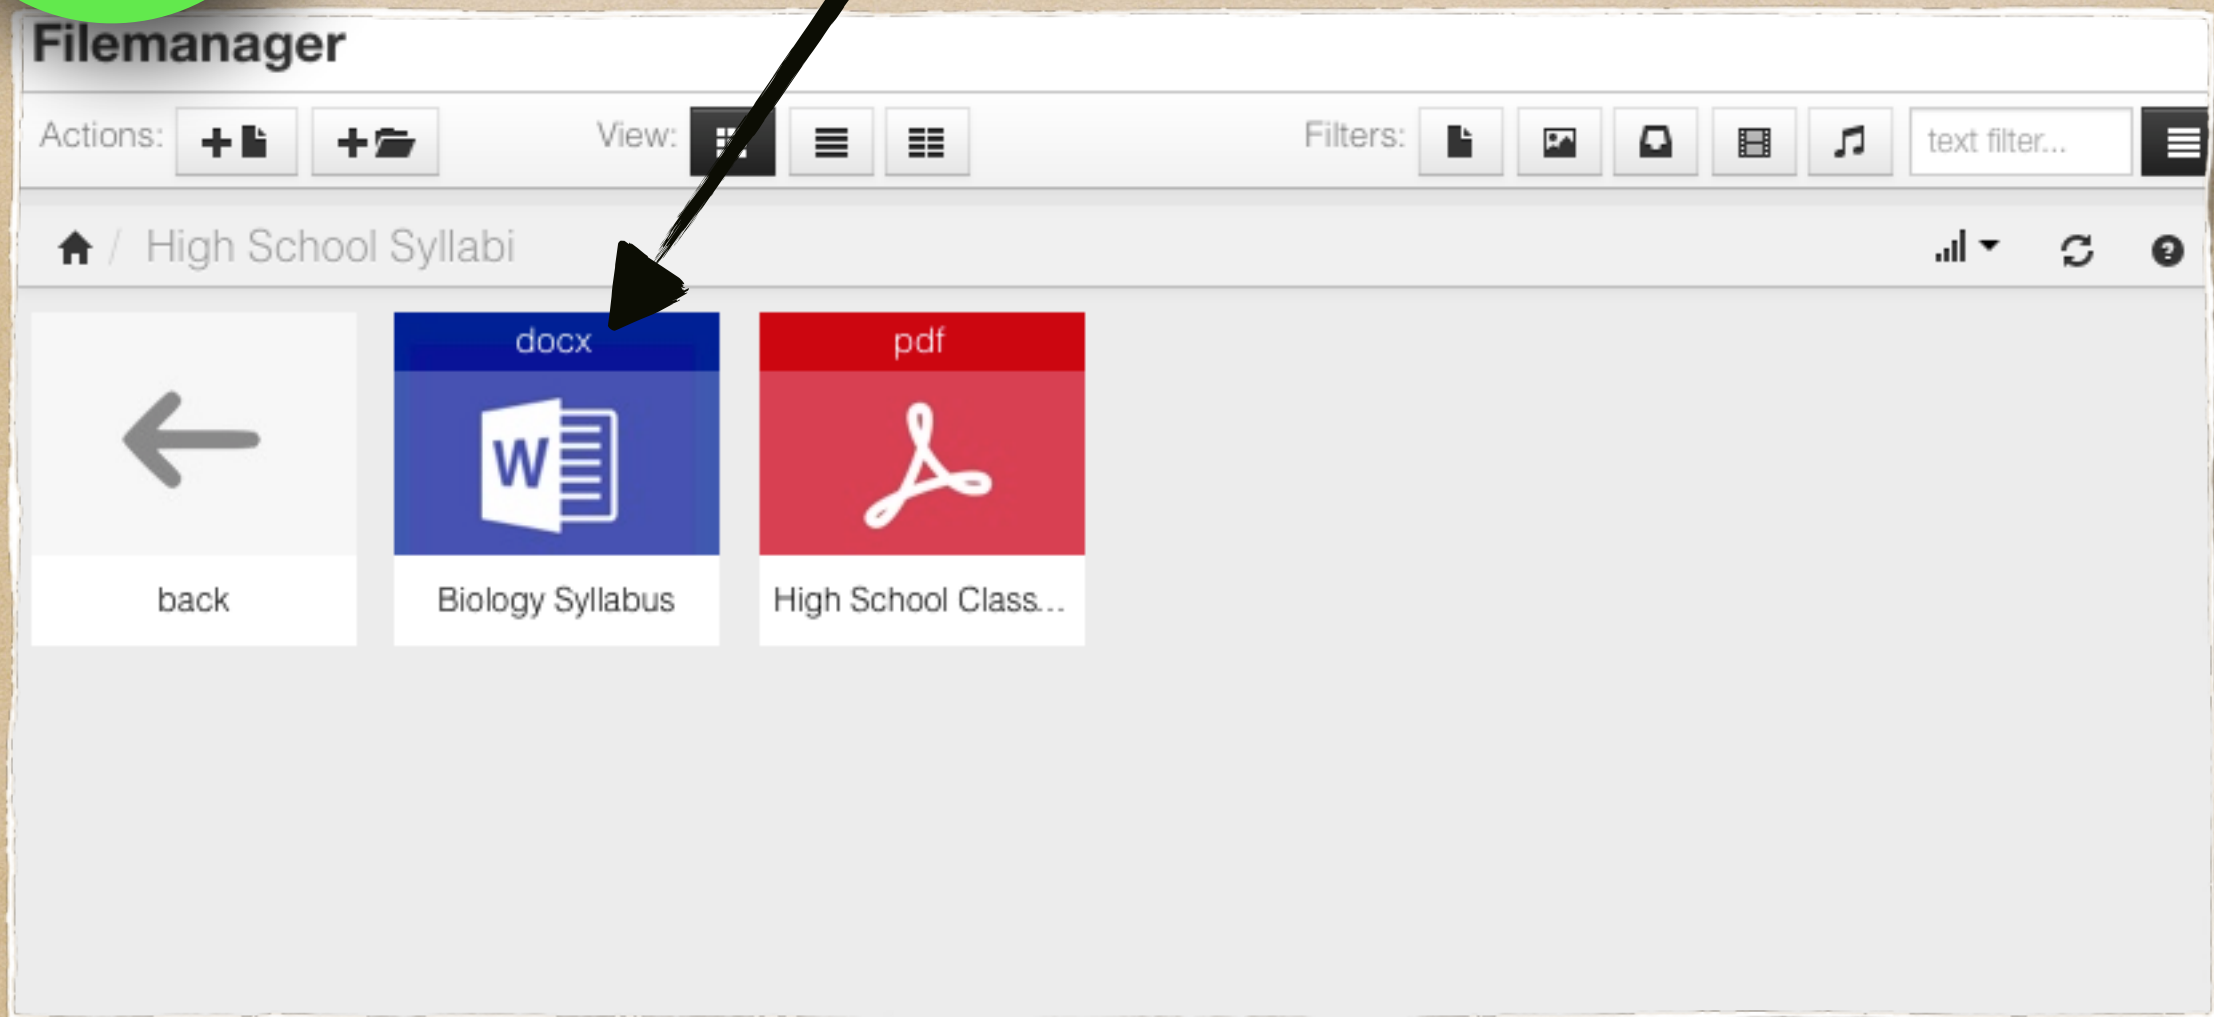 Filemanager
Actions: View: Filters: text filter...
/ High School Syllabi
docx pdf
W
back Biology Syllabus High School Class...